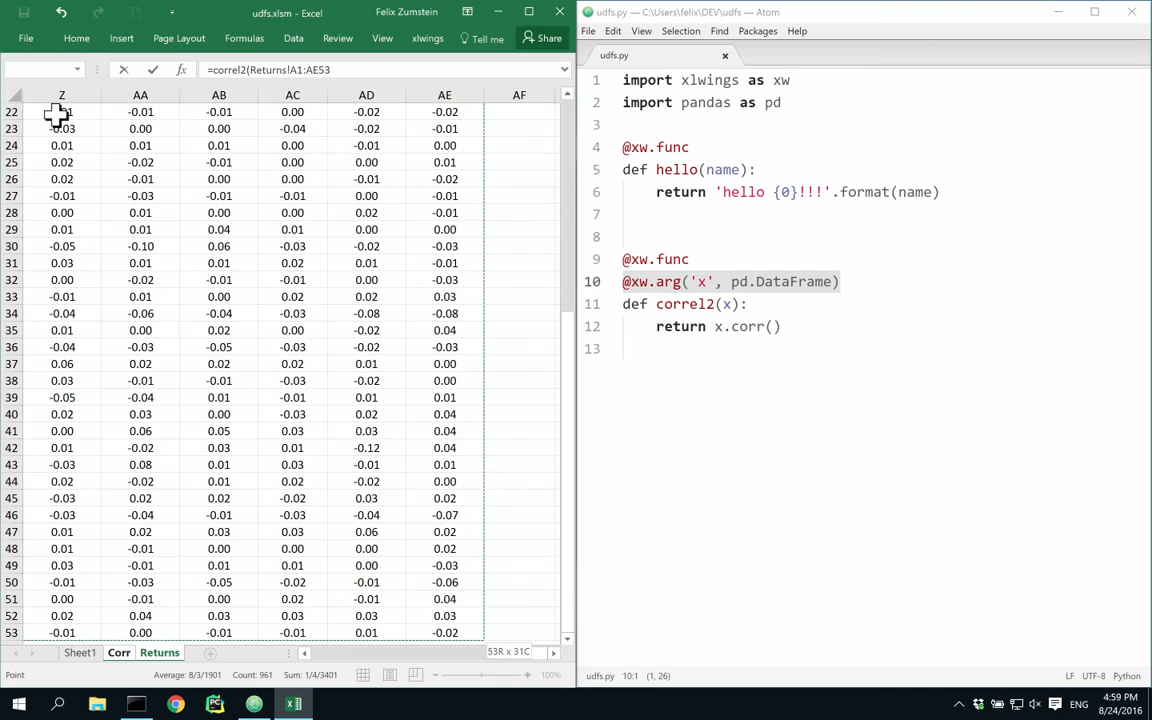 udfs.xlsm - Excel
Felix Zumstein
File Home Insert Page Layout Formulas Data Review View xlwings Tell me Share
fx =correl2(Returns!A1:AE53
Z AA AB AC AD AE AF
22 -0.01 -0.01 0.00 -0.02 -0.02
23 -0.03 0.00 0.00 -0.04 -0.02 -0.01
24 0.01 0.01 0.01 0.00 -0.01 0.00
25 0.02 -0.02 -0.01 0.00 0.00 0.01
26 0.02 -0.01 0.00 0.00 -0.01 -0.02
27 -0.01 -0.03 -0.01 0.00 0.00 -0.01
28 0.00 0.01 0.00 0.00 0.02 -0.01
29 0.01 0.01 0.04 0.01 0.00 0.00
30 -0.05 -0.10 0.06 -0.03 -0.02 -0.03
31 0.03 0.01 0.01 0.02 0.01 -0.01
32 0.00 -0.02 -0.01 -0.01 0.00 -0.03
33 -0.01 0.01 0.00 0.02 0.02 0.03
34 -0.04 -0.06 -0.04 -0.03 -0.08 -0.08
35 0.01 0.00 0.02 0.00 -0.02 0.04
36 -0.04 -0.03 -0.05 -0.03 -0.02 -0.03
37 0.06 0.02 0.02 0.02 0.01 0.00
38 0.03 -0.01 -0.01 -0.03 -0.02 0.00
39 -0.05 -0.04 0.01 -0.01 0.01 0.01
40 0.02 0.03 0.00 -0.03 0.02 0.04
41 0.00 0.06 0.05 0.03 0.03 0.04
42 0.01 -0.02 0.03 0.01 -0.12 0.04
43 -0.03 0.08 0.01 0.03 -0.01 0.01
44 0.02 -0.02 0.01 0.02 -0.02 0.00
45 -0.03 0.02 0.02 -0.02 0.03 0.02
46 -0.03 -0.04 -0.01 -0.03 -0.04 -0.07
47 0.01 0.02 0.03 0.03 0.06 0.02
48 0.01 -0.01 0.00 0.00 0.00 0.02
49 0.03 -0.01 0.01 0.01 0.00 -0.03
50 -0.01 -0.03 -0.05 -0.02 -0.01 -0.06
51 0.00 -0.01 0.00 0.02 -0.01 0.04
52 0.02 0.04 0.03 0.03 0.03 0.03
53 -0.01 0.00 -0.01 -0.01 0.01 -0.02
Sheet1 Corr Returns 53R x 31C
Point Average: 8/3/1901 Count: 961 Sum: 1/4/3401 100%
udfs.py — C:\Users\felix\DEV\udfs — Atom
File Edit View Selection Find Packages Help
udfs.py
1 import xlwings as xw
2 import pandas as pd
3
4 @xw.func
5 def hello(name):
6 return 'hello {0}!!!'.format(name)
7
8
9 @xw.func
10 @xw.arg('x', pd.DataFrame)
11 def correl2(x):
12 return x.corr()
13
udfs.py 10:1 (1, 26) LF UTF-8 Python
PC
4:59 PM
8/24/2016